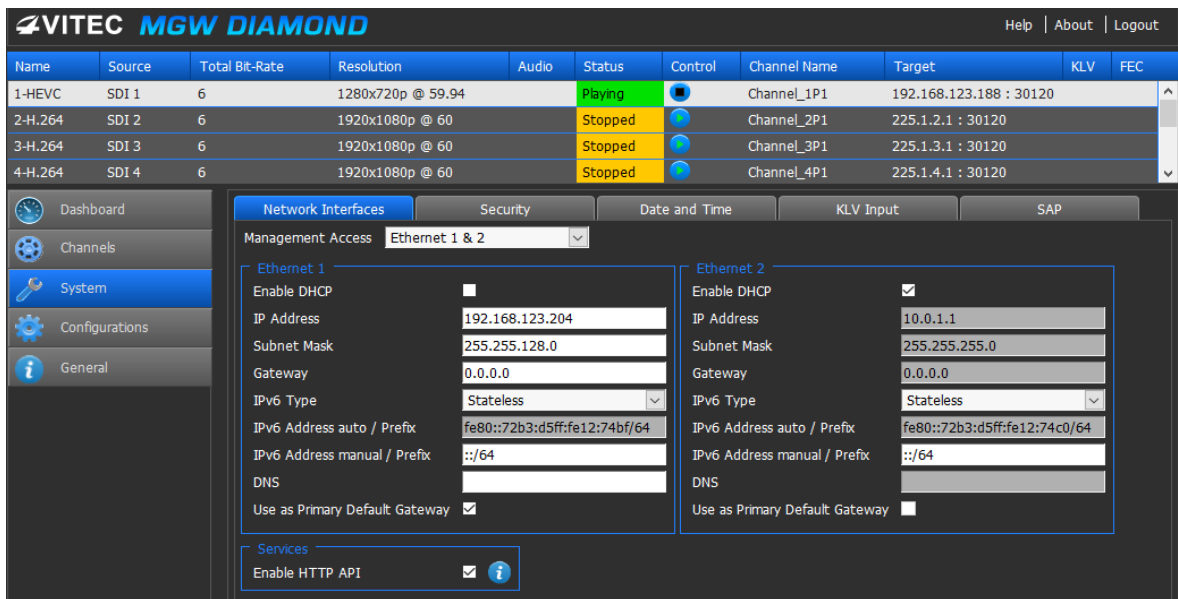 VITEC MGW DIAMOND Help | About | Logout
Name Source Total Bit-Rate Resolution Audio Status Control Channel Name Target KLV FEC
1-HEVC SDI 1 6 1280x720p @ 59.94 Playing Channel_1P1 192.168.123.188 : 30120
2-H.264 SDI 2 6 1920x1080p @ 60 Stopped Channel_2P1 225.1.2.1 : 30120
3-H.264 SDI 3 6 1920x1080p @ 60 Stopped Channel_3P1 225.1.3.1 : 30120
4-H.264 SDI 4 6 1920x1080p @ 60 Stopped Channel_4P1 225.1.4.1 : 30120
Dashboard
Channels
System
Configurations
General
Network Interfaces Security Date and Time KLV Input SAP
Management Access Ethernet 1 & 2
Ethernet 1
Enable DHCP
IP Address 192.168.123.204
Subnet Mask 255.255.128.0
Gateway 0.0.0.0
IPv6 Type Stateless
IPv6 Address auto / Prefix fe80::72b3:d5ff:fe12:74bf/64
IPv6 Address manual / Prefix ::/64
DNS
Use as Primary Default Gateway
Ethernet 2
Enable DHCP
IP Address 10.0.1.1
Subnet Mask 255.255.255.0
Gateway 0.0.0.0
IPv6 Type Stateless
IPv6 Address auto / Prefix fe80::72b3:d5ff:fe12:74c0/64
IPv6 Address manual / Prefix ::/64
DNS
Use as Primary Default Gateway
Services
Enable HTTP API